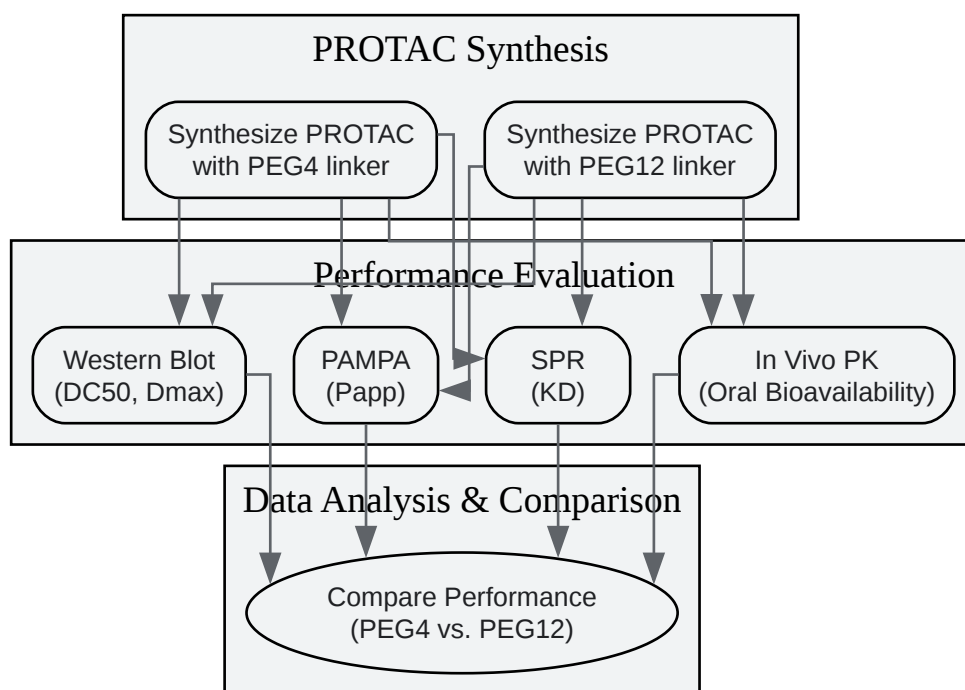 PROTAC Synthesis
Synthesize PROTAC
with PEG4 linker
Synthesize PROTAC
with PEG12 linker
Performance Evaluation
Western Blot
(DC50, Dmax)
PAMPA
(Papp)
SPR
(KD)
In Vivo PK
(Oral Bioavailability)
Data Analysis & Comparison
Compare Performance
(PEG4 vs. PEG12)